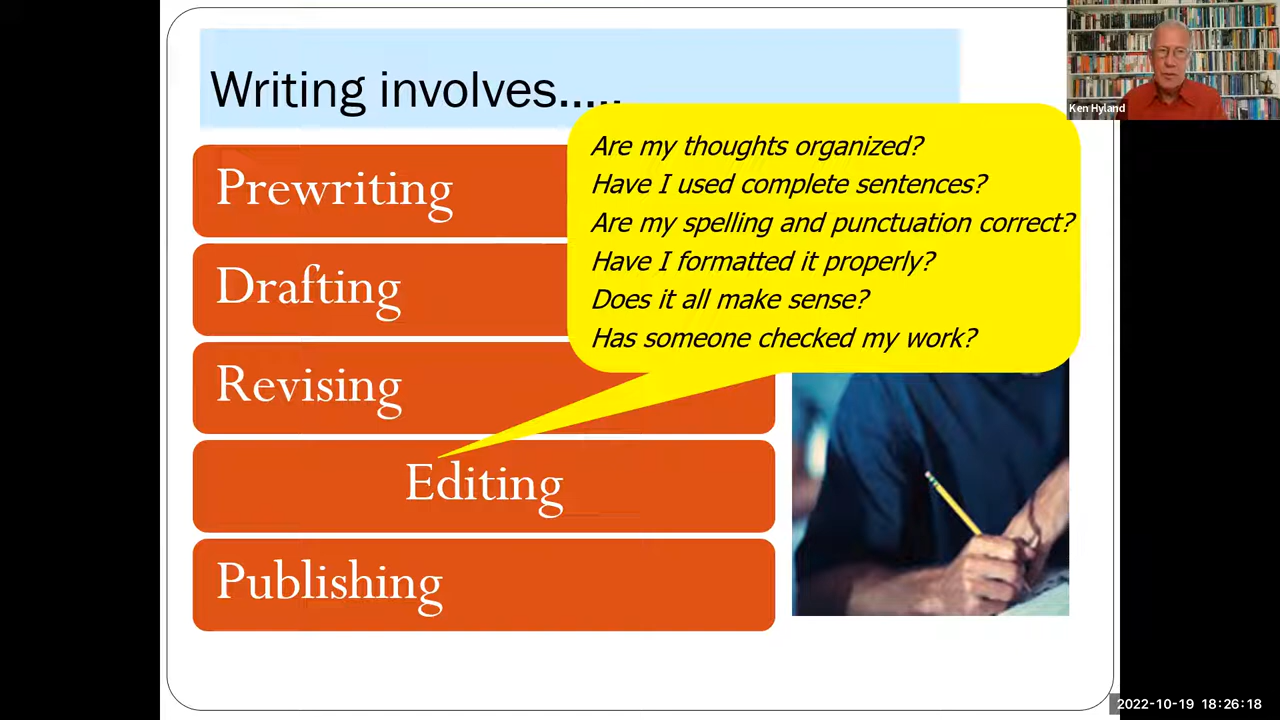 Writing involves.....
Ken Hyland
Are my thoughts organized?
Have I used complete sentences?
Are my spelling and punctuation correct?
Have I formatted it properly?
Does it all make sense?
Has someone checked my work?
Prewriting
Drafting
Revising
Editing
Publishing
2022-10-19 18:26:18